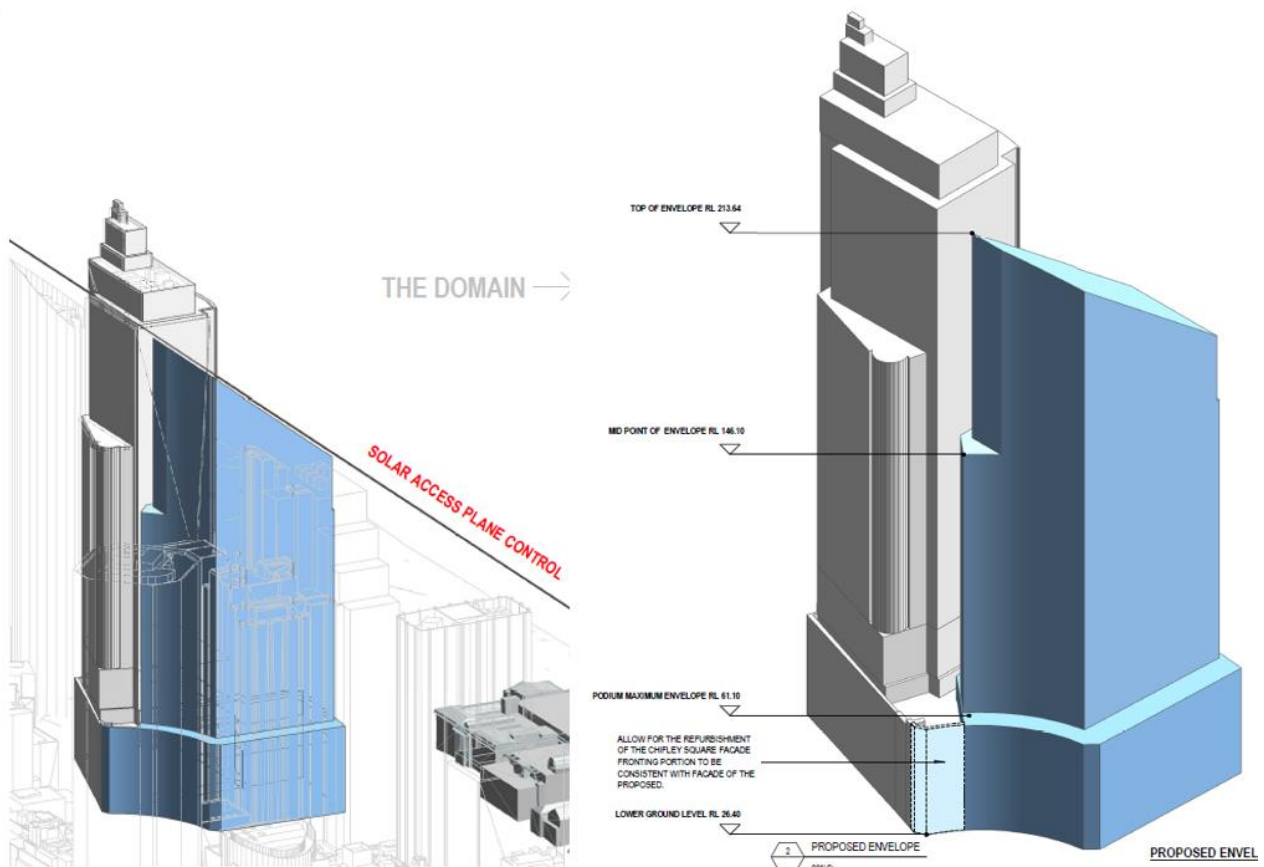 THE DOMAIN
SOLAR ACCESS PLANE CONTROL
TOP OF ENVELOPE RL 213.64
MID POINT OF ENVELOPE RL 146.10
PODIUM MAXIMUM ENVELOPE RL 61.10
ALLOW FOR THE REFURBISHMENT
OF THE CHIFLEY SQUARE FACADE
FRONTING PORTION TO BE
CONSISTENT WITH FACADE OF THE
PROPOSED.
LOWER GROUND LEVEL RL 26.40
2 PROPOSED ENVELOPE
PROPOSED ENVEL